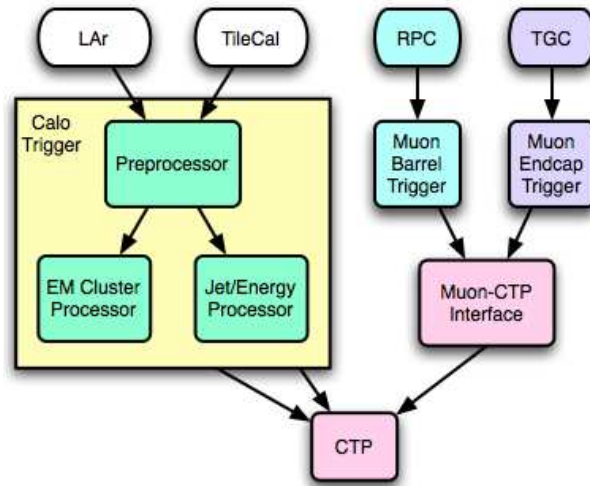 LAr
TileCal
RPC
TGC
Calo
Trigger
Preprocessor
Muon
Barrel
Trigger
Muon
Endcap
Trigger
EM Cluster
Processor
Jet/Energy
Processor
Muon-CTP
Interface
CTP